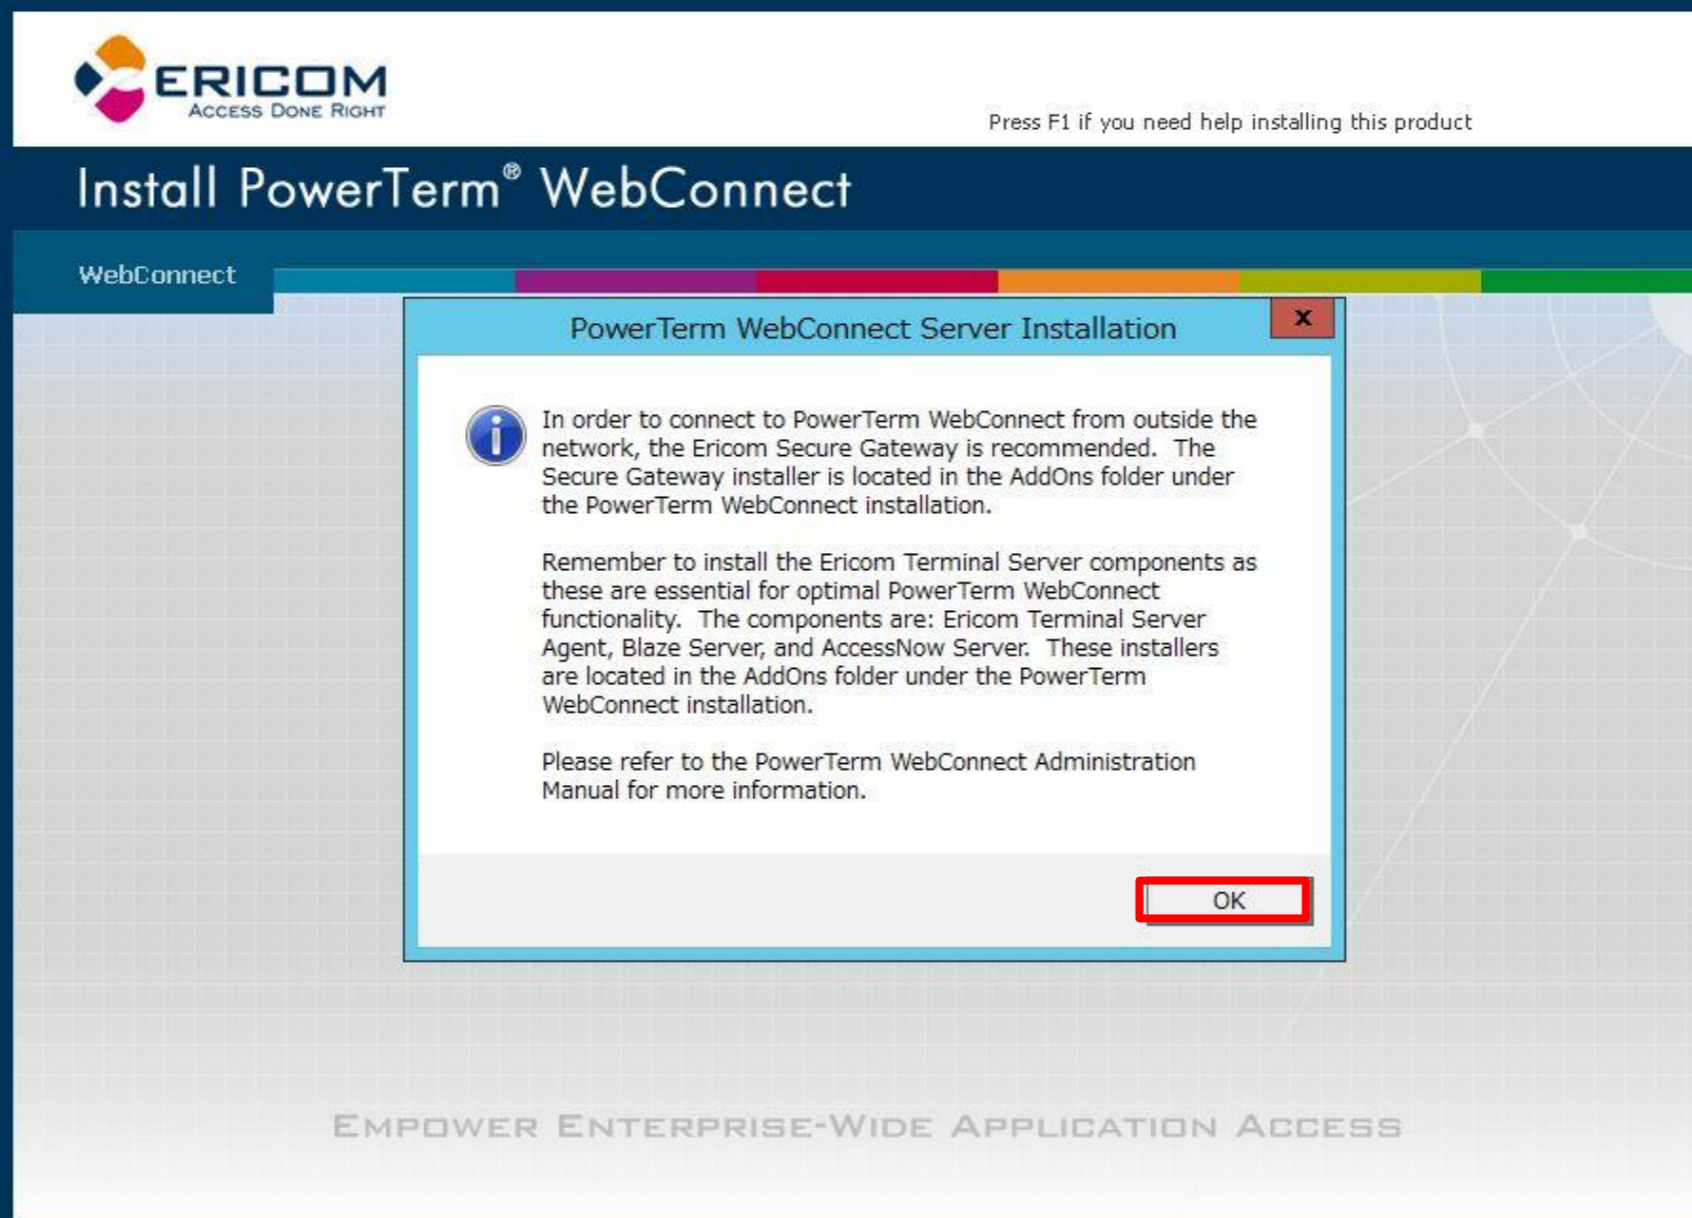 ERICOM
ACCESS DONE RIGHT
Press F1 if you need help installing this product
Install PowerTerm® WebConnect
WebConnect
PowerTerm WebConnect Server Installation
x
In order to connect to PowerTerm WebConnect from outside the
network, the Ericom Secure Gateway is recommended.  The
Secure Gateway installer is located in the AddOns folder under
the PowerTerm WebConnect installation.
Remember to install the Ericom Terminal Server components as
these are essential for optimal PowerTerm WebConnect
functionality.  The components are: Ericom Terminal Server
Agent, Blaze Server, and AccessNow Server.  These installers
are located in the AddOns folder under the PowerTerm
WebConnect installation.
Please refer to the PowerTerm WebConnect Administration
Manual for more information.
OK
EMPOWER ENTERPRISE-WIDE APPLICATION ACCESS